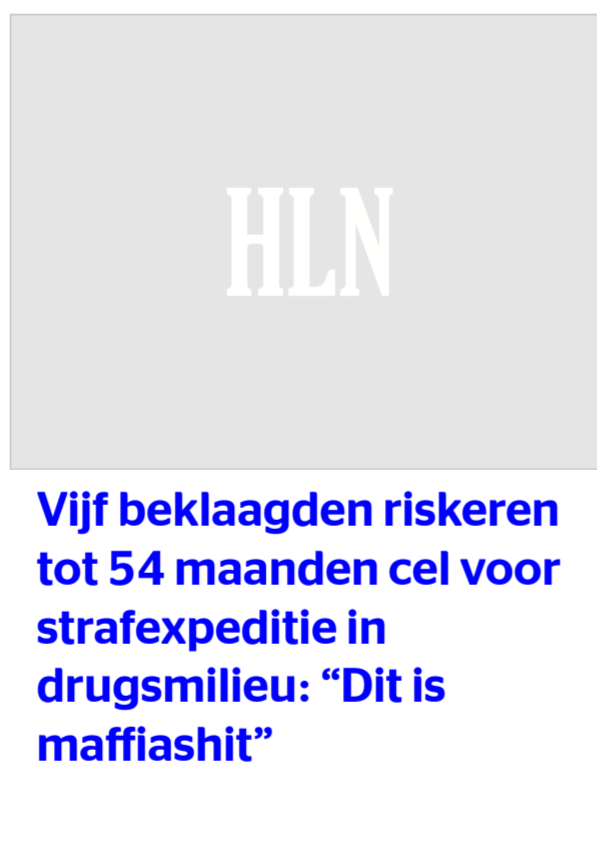 HLN
Vijf beklaagden riskeren
tot 54 maanden cel voor
strafexpeditie in
drugsmilieu: “Dit is
maffiashit”